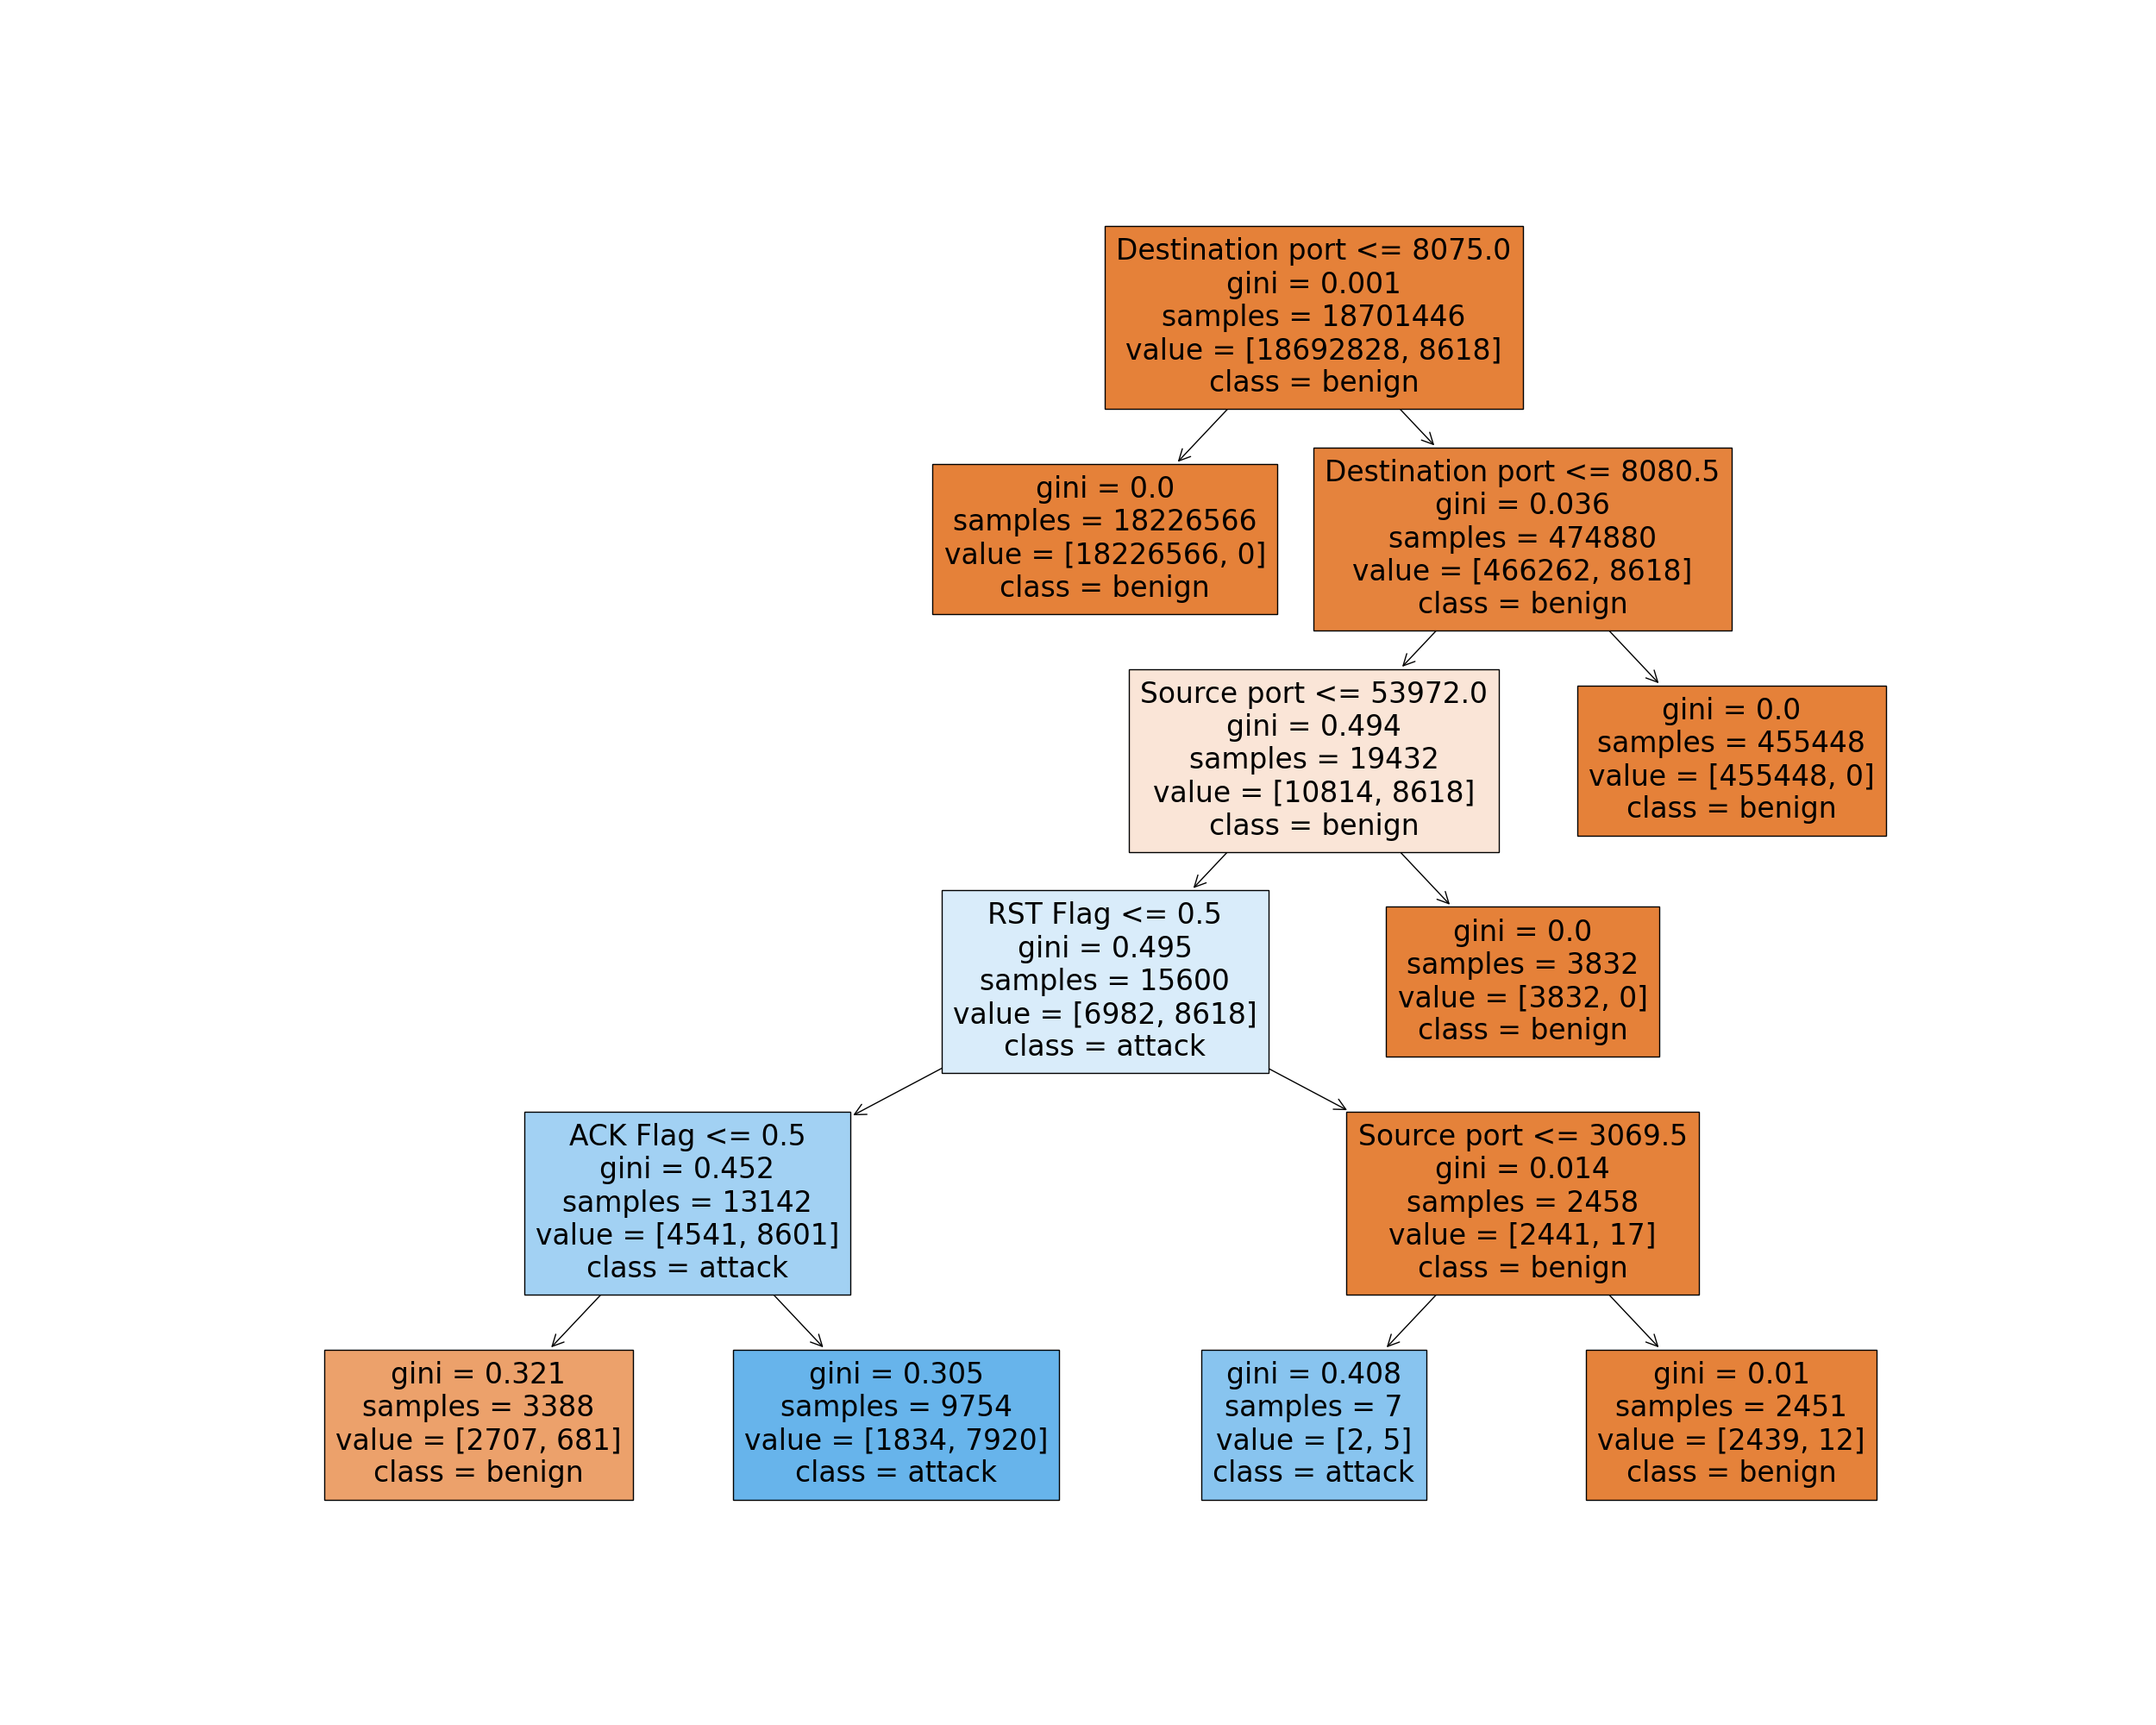 Destination port <= 8075.0
gini = 0.001
samples = 18701446
value = [18692828, 8618]
class = benign
gini = 0.0
samples = 18226566
value = [18226566, 0]
class = benign
Destination port <= 8080.5
gini = 0.036
samples = 474880
value = [466262, 8618]
class = benign
Source port <= 53972.0
gini = 0.494
samples = 19432
value = [10814, 8618]
class = benign
gini = 0.0
samples = 455448
value = [455448, 0]
class = benign
RST Flag <= 0.5
gini = 0.495
samples = 15600
value = [6982, 8618]
class = attack
gini = 0.0
samples = 3832
value = [3832, 0]
class = benign
ACK Flag <= 0.5
gini = 0.452
samples = 13142
value = [4541, 8601]
class = attack
Source port <= 3069.5
gini = 0.014
samples = 2458
value = [2441, 17]
class = benign
gini = 0.321
samples = 3388
value = [2707, 681]
class = benign
gini = 0.305
samples = 9754
value = [1834, 7920]
class = attack
gini = 0.408
samples = 7
value = [2, 5]
class = attack
gini = 0.01
samples = 2451
value = [2439, 12]
class = benign